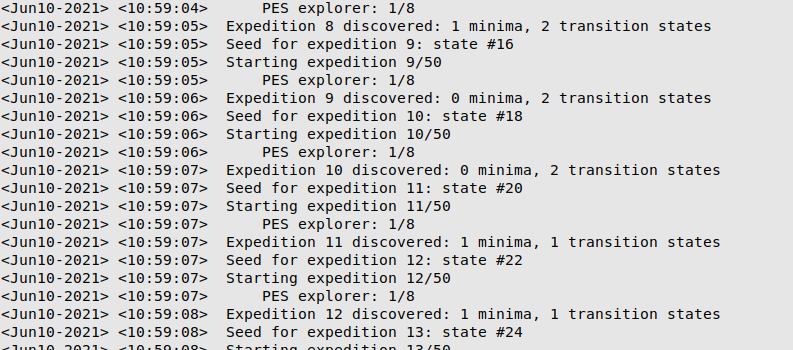 <Jun10-2021> <10:59:04>      PES explorer: 1/8
<Jun10-2021> <10:59:05>  Expedition 8 discovered: 1 minima, 2 transition states
<Jun10-2021> <10:59:05>  Seed for expedition 9: state #16
<Jun10-2021> <10:59:05>  Starting expedition 9/50
<Jun10-2021> <10:59:05>      PES explorer: 1/8
<Jun10-2021> <10:59:06>  Expedition 9 discovered: 0 minima, 2 transition states
<Jun10-2021> <10:59:06>  Seed for expedition 10: state #18
<Jun10-2021> <10:59:06>  Starting expedition 10/50
<Jun10-2021> <10:59:06>      PES explorer: 1/8
<Jun10-2021> <10:59:07>  Expedition 10 discovered: 0 minima, 2 transition states
<Jun10-2021> <10:59:07>  Seed for expedition 11: state #20
<Jun10-2021> <10:59:07>  Starting expedition 11/50
<Jun10-2021> <10:59:07>      PES explorer: 1/8
<Jun10-2021> <10:59:07>  Expedition 11 discovered: 1 minima, 1 transition states
<Jun10-2021> <10:59:07>  Seed for expedition 12: state #22
<Jun10-2021> <10:59:07>  Starting expedition 12/50
<Jun10-2021> <10:59:07>      PES explorer: 1/8
<Jun10-2021> <10:59:08>  Expedition 12 discovered: 1 minima, 1 transition states
<Jun10-2021> <10:59:08>  Seed for expedition 13: state #24
<Jun10-2021> <10:59:08>  Starting expedition 13/50